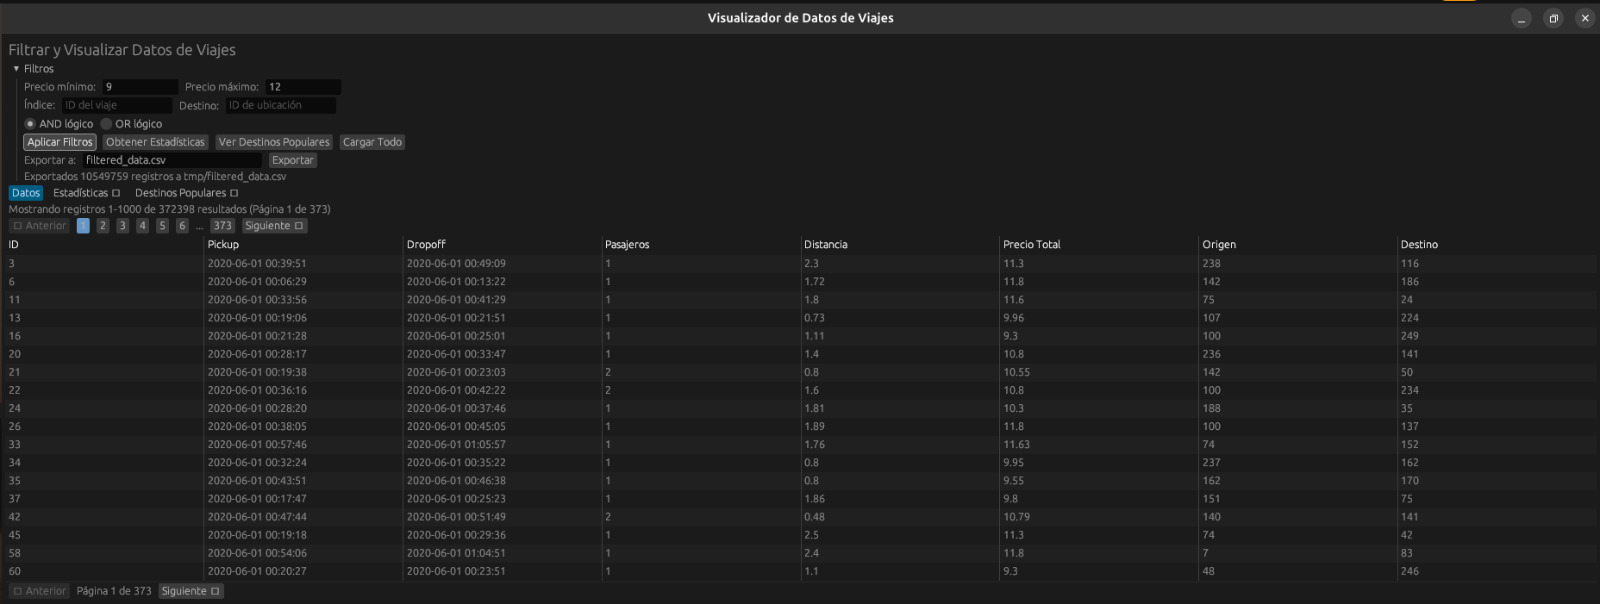 Visualizador de Datos de Viajes
Filtrar y Visualizar Datos de Viajes
Filtros
Precio mínimo: 9 Precio máximo: 12
Índice: ID del viaje Destino: ID de ubicación
AND lógico OR lógico
Aplicar Filtros Obtener Estadísticas Ver Destinos Populares Cargar Todo
Exportar a: filtered_data.csv Exportar
Exportados 10549759 registros a tmp/filtered_data.csv
Datos Estadísticas Destinos Populares
Mostrando registros 1-1000 de 372398 resultados (Página 1 de 373)
Anterior 1 2 3 4 5 6 ... 373 Siguiente
ID Pickup Dropoff Pasajeros Distancia Precio Total Origen Destino
3 2020-06-01 00:39:51 2020-06-01 00:49:09 1 2.3 11.3 238 116
6 2020-06-01 00:06:29 2020-06-01 00:13:22 1 1.72 11.8 142 186
11 2020-06-01 00:33:56 2020-06-01 00:41:29 1 1.8 11.6 75 24
13 2020-06-01 00:19:06 2020-06-01 00:21:51 1 0.73 9.96 107 224
16 2020-06-01 00:21:28 2020-06-01 00:25:01 1 1.11 9.3 100 249
20 2020-06-01 00:28:17 2020-06-01 00:33:47 1 1.4 10.8 236 141
21 2020-06-01 00:19:38 2020-06-01 00:23:03 2 0.8 10.55 142 50
22 2020-06-01 00:36:16 2020-06-01 00:42:22 2 1.6 10.8 100 234
24 2020-06-01 00:28:20 2020-06-01 00:37:46 1 1.81 10.3 188 35
26 2020-06-01 00:38:05 2020-06-01 00:45:05 1 1.89 11.8 100 137
33 2020-06-01 00:57:46 2020-06-01 01:05:57 1 1.76 11.63 74 152
34 2020-06-01 00:32:24 2020-06-01 00:35:22 1 0.8 9.95 237 162
35 2020-06-01 00:43:51 2020-06-01 00:46:38 1 0.8 9.55 162 170
37 2020-06-01 00:17:47 2020-06-01 00:25:23 1 1.86 9.8 151 75
42 2020-06-01 00:47:44 2020-06-01 00:51:49 2 0.48 10.79 140 141
45 2020-06-01 00:19:18 2020-06-01 00:29:36 1 2.5 11.3 74 42
58 2020-06-01 00:54:06 2020-06-01 01:04:51 1 2.4 11.8 7 83
60 2020-06-01 00:20:27 2020-06-01 00:23:51 1 1.1 9.3 48 246
Anterior Página 1 de 373 Siguiente